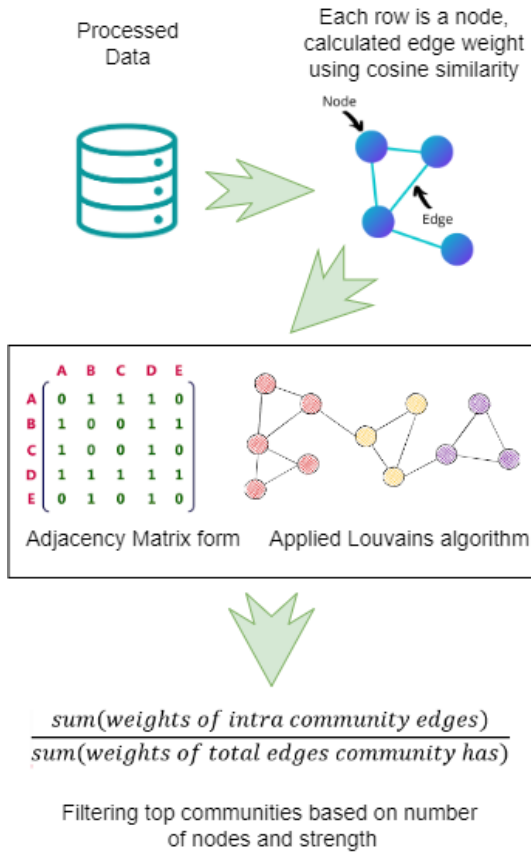 Processed
Data
Each row is a node,
calculated edge weight
using cosine similarity
Node
Edge
A B C D E
A 0 1 1 1 0
B 1 0 0 1 1
C 1 0 0 1 0
D 1 1 1 1 1
E 0 1 0 1 0
Adjacency Matrix form
Applied Louvains algorithm
sum(weights of intra community edges)
sum(weights of total edges community has)
Filtering top communities based on number
of nodes and strength